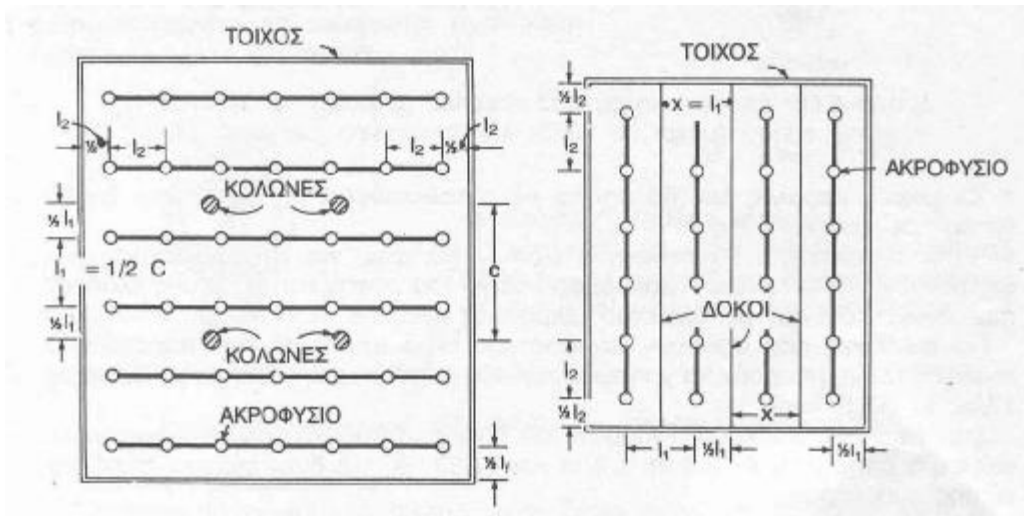 ΤΟΙΧΟΣ
l₂
l₂
½
l₂
l₂
½
ΚΟΛΩΝΕΣ
½ l₁
l₁ = 1/2 C
C
½ l₁
ΚΟΛΩΝΕΣ
ΑΚΡΟΦΥΣΙΟ
½ l₁
ΤΟΙΧΟΣ
½ l₂
x = l₁
l₂
ΑΚΡΟΦΥΣΙΟ
ΔΟΚΟΙ
l₂
½ l₂
x
l₁
½ l₁
½ l₁